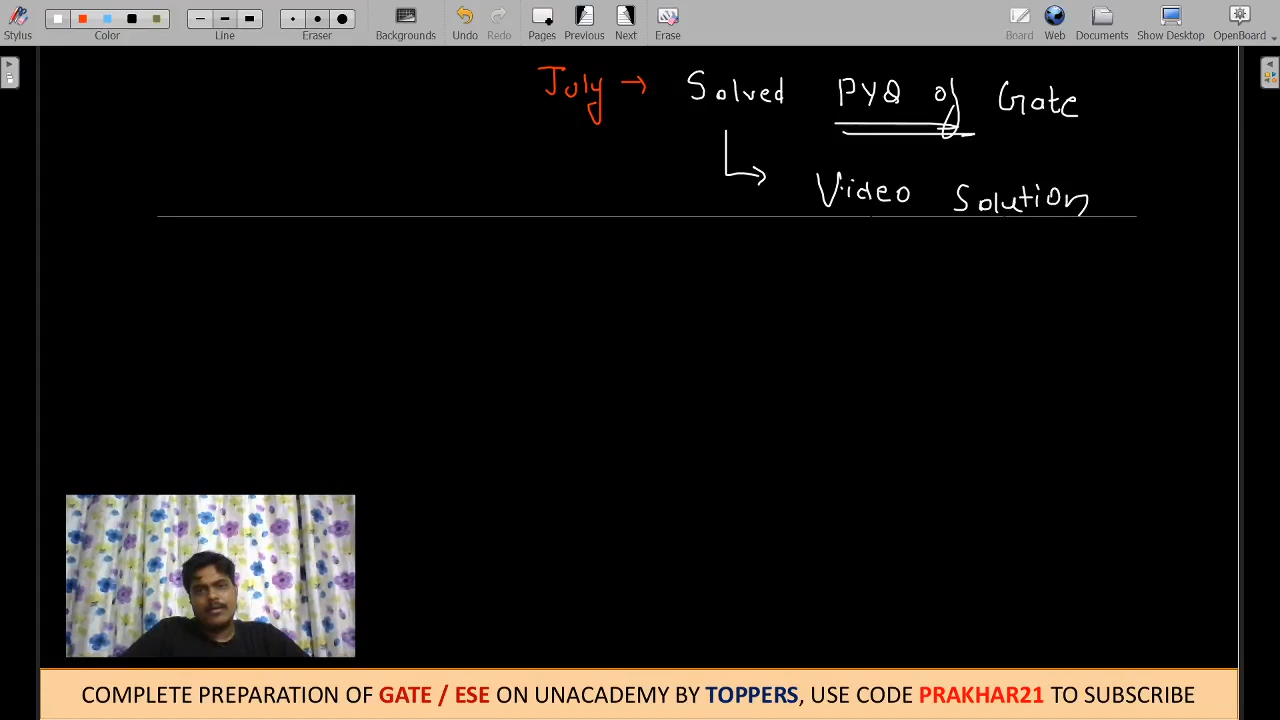 Stylus Color Line Eraser Backgrounds Undo Redo Pages Previous Next Erase Board Web Documents Show Desktop OpenBoard
July → Solved PYQ of Gate
Video Solution
COMPLETE PREPARATION OF GATE / ESE ON UNACADEMY BY TOPPERS, USE CODE PRAKHAR21 TO SUBSCRIBE